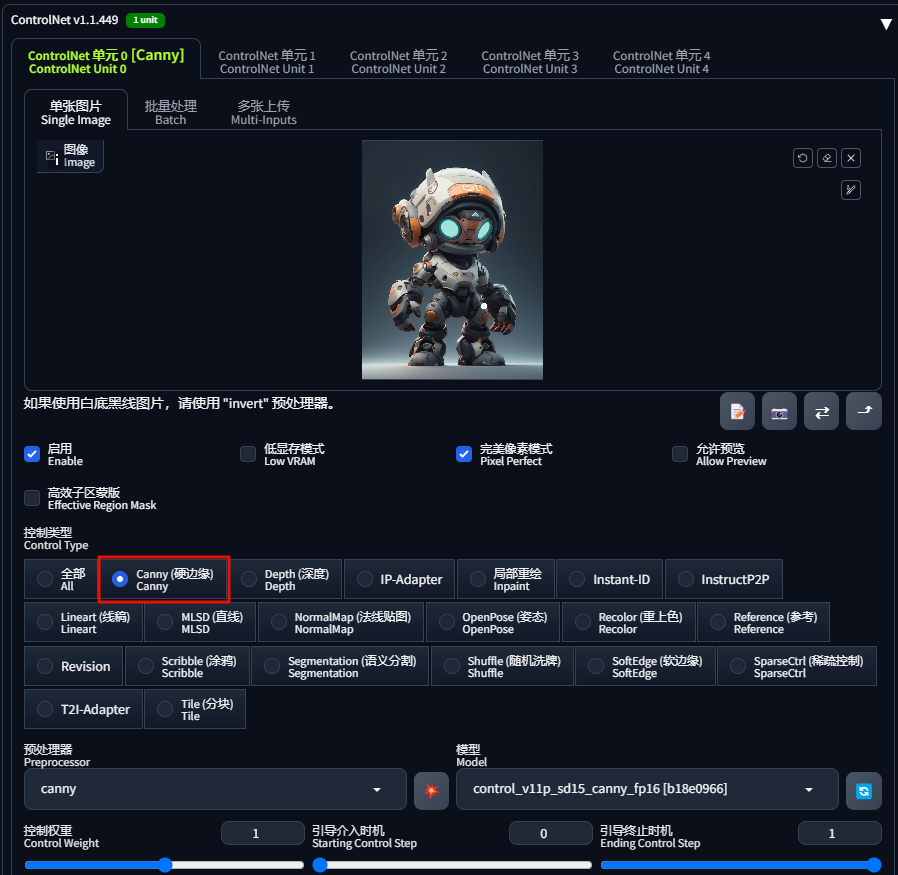 ControlNet v1.1.449 1 unit
ControlNet 单元 0 [Canny] ControlNet 单元 1 ControlNet 单元 2 ControlNet 单元 3 ControlNet 单元 4
ControlNet Unit 0 ControlNet Unit 1 ControlNet Unit 2 ControlNet Unit 3 ControlNet Unit 4
单张图片 批量处理 多张上传
Single Image Batch Multi-Inputs
图像
Image
如果使用白底黑线图片，请使用 "invert" 预处理器。
启用 低显存模式 完美像素模式 允许预览
Enable Low VRAM Pixel Perfect Allow Preview
高效子区蒙版
Effective Region Mask
控制类型
Control Type
全部 Canny (硬边缘) Depth (深度) IP-Adapter 局部重绘 Instant-ID InstructP2P
All Canny Depth Inpaint
Lineart (线稿) MLSD (直线) NormalMap (法线贴图) OpenPose (姿态) Recolor (重上色) Reference (参考)
Lineart MLSD NormalMap OpenPose Recolor Reference
Revision Scribble (涂鸦) Segmentation (语义分割) Shuffle (随机洗牌) SoftEdge (软边缘) SparseCtrl (稀疏控制)
Scribble Segmentation Shuffle SoftEdge SparseCtrl
T2I-Adapter Tile (分块)
Tile
预处理器 模型
Preprocessor Model
canny control_v11p_sd15_canny_fp16 [b18e0966]
控制权重 1 引导介入时机 0 引导终止时机 1
Control Weight Starting Control Step Ending Control Step